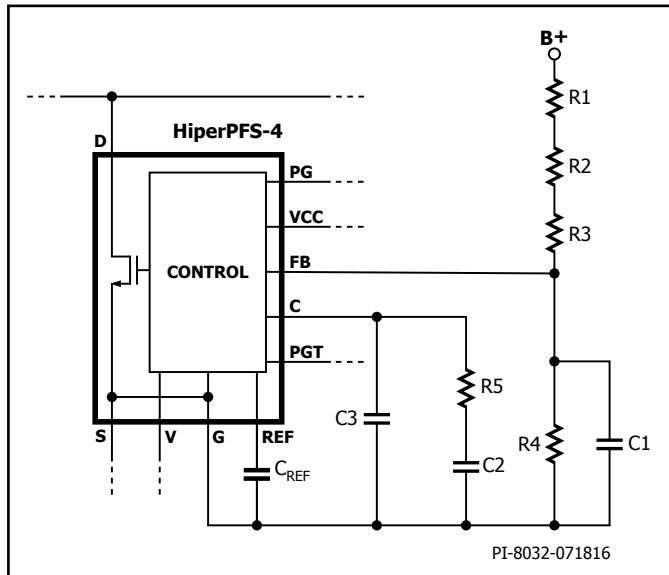 B+
R1
D
HiperPFS-4
PG
R2
VCC
R3
CONTROL
FB
C
PGT
R5
C3
S
V
G
REF
R4
C1
C2
C_REF
PI-8032-071816